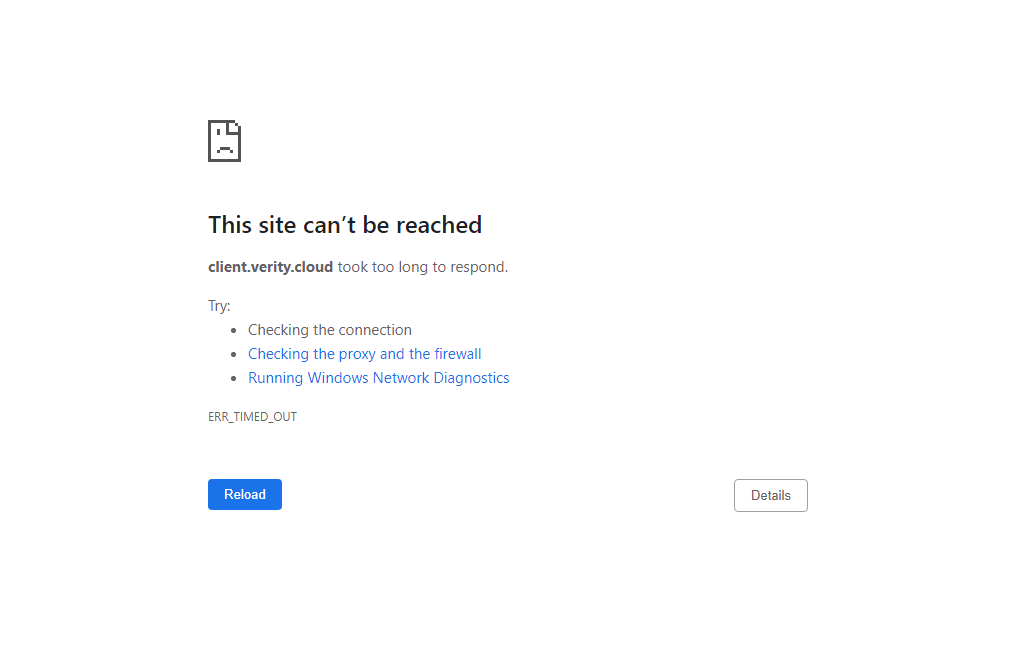 This site can’t be reached
client.verity.cloud took too long to respond.
Try:
Checking the connection
Checking the proxy and the firewall
Running Windows Network Diagnostics
ERR_TIMED_OUT
Reload
Details